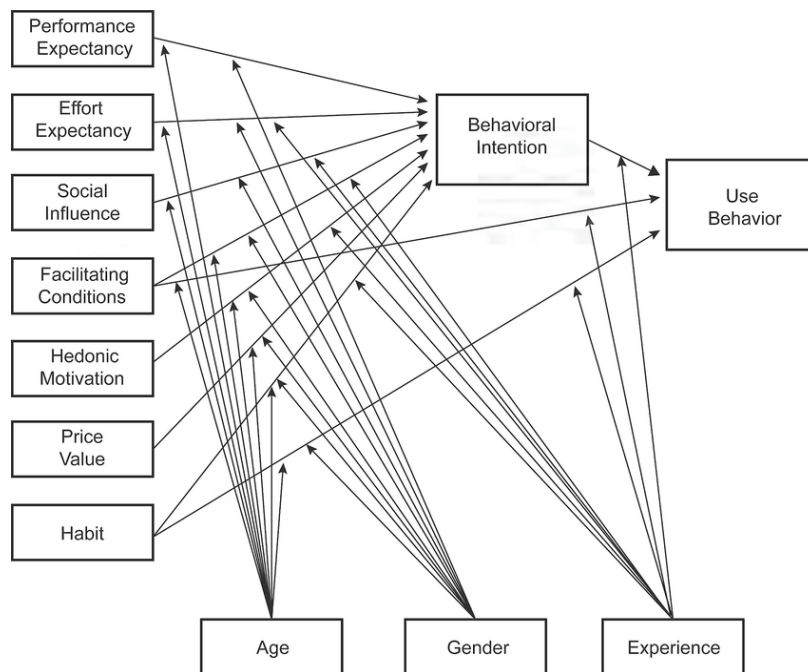 Performance
Expectancy
Effort
Expectancy
Social
Influence
Facilitating
Conditions
Hedonic
Motivation
Price
Value
Habit
Behavioral
Intention
Use
Behavior
Age
Gender
Experience